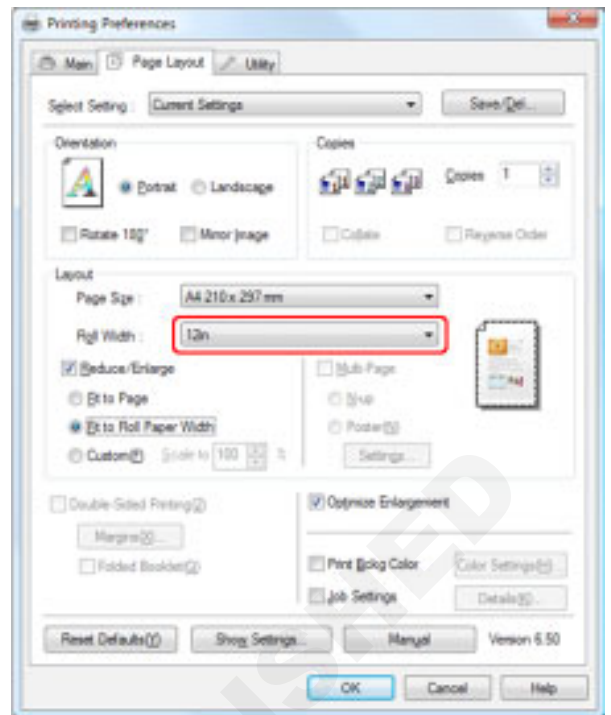 Printing Preferences
Main Page Layout Utility
Select Setting : Current Settings Save/Del...
Orientation
Portrait Landscape
Rotate 180° Mirror Image
Copies
Copies 1
Collate Reverse Order
Layout
Page Size : A4 210 x 297 mm
Roll Width : 12in
Reduce/Enlarge
Fit to Page
Fit to Roll Paper Width
Custom(F) Scale to 100 %
Multi-Page
N-up
Poster(N)
Settings...
Double-Sided Printing(2)
Margins(X)...
Folded Booklet(Q)
Optimize Enlargement
Print Bckg Color Color Settings(H)
Job Settings Details(K)...
Reset Defaults(Y) Show Settings... Manual Version 6.50
OK Cancel Help
SHED